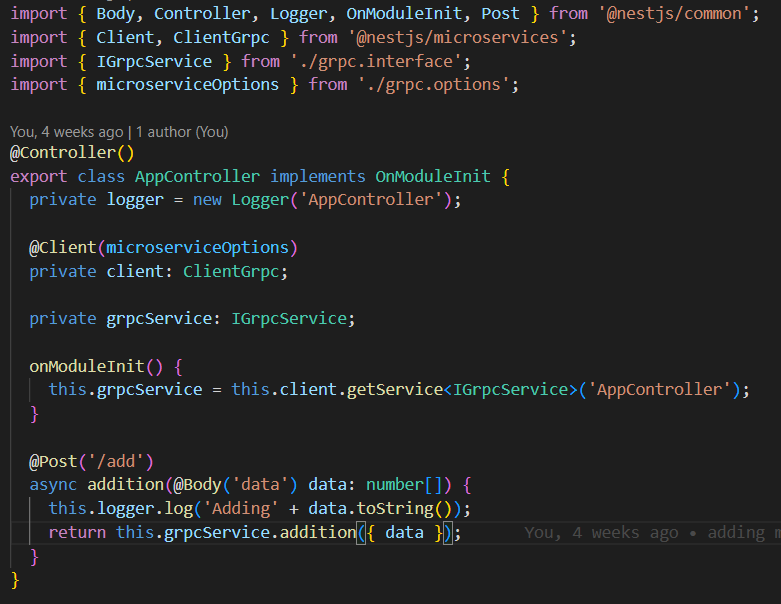 import { Body, Controller, Logger, OnModuleInit, Post } from '@nestjs/common';
import { Client, ClientGrpc } from '@nestjs/microservices';
import { IGrpcService } from './grpc.interface';
import { microserviceOptions } from './grpc.options';
You, 4 weeks ago | 1 author (You)
@Controller()
export class AppController implements OnModuleInit {
  private logger = new Logger('AppController');
  @Client(microserviceOptions)
  private client: ClientGrpc;
  private grpcService: IGrpcService;
  onModuleInit() {
    this.grpcService = this.client.getService<IGrpcService>('AppController');
  }
  @Post('/add')
  async addition(@Body('data') data: number[]) {
    this.logger.log('Adding' + data.toString());
    return this.grpcService.addition({ data });     You, 4 weeks ago • adding
  }
}